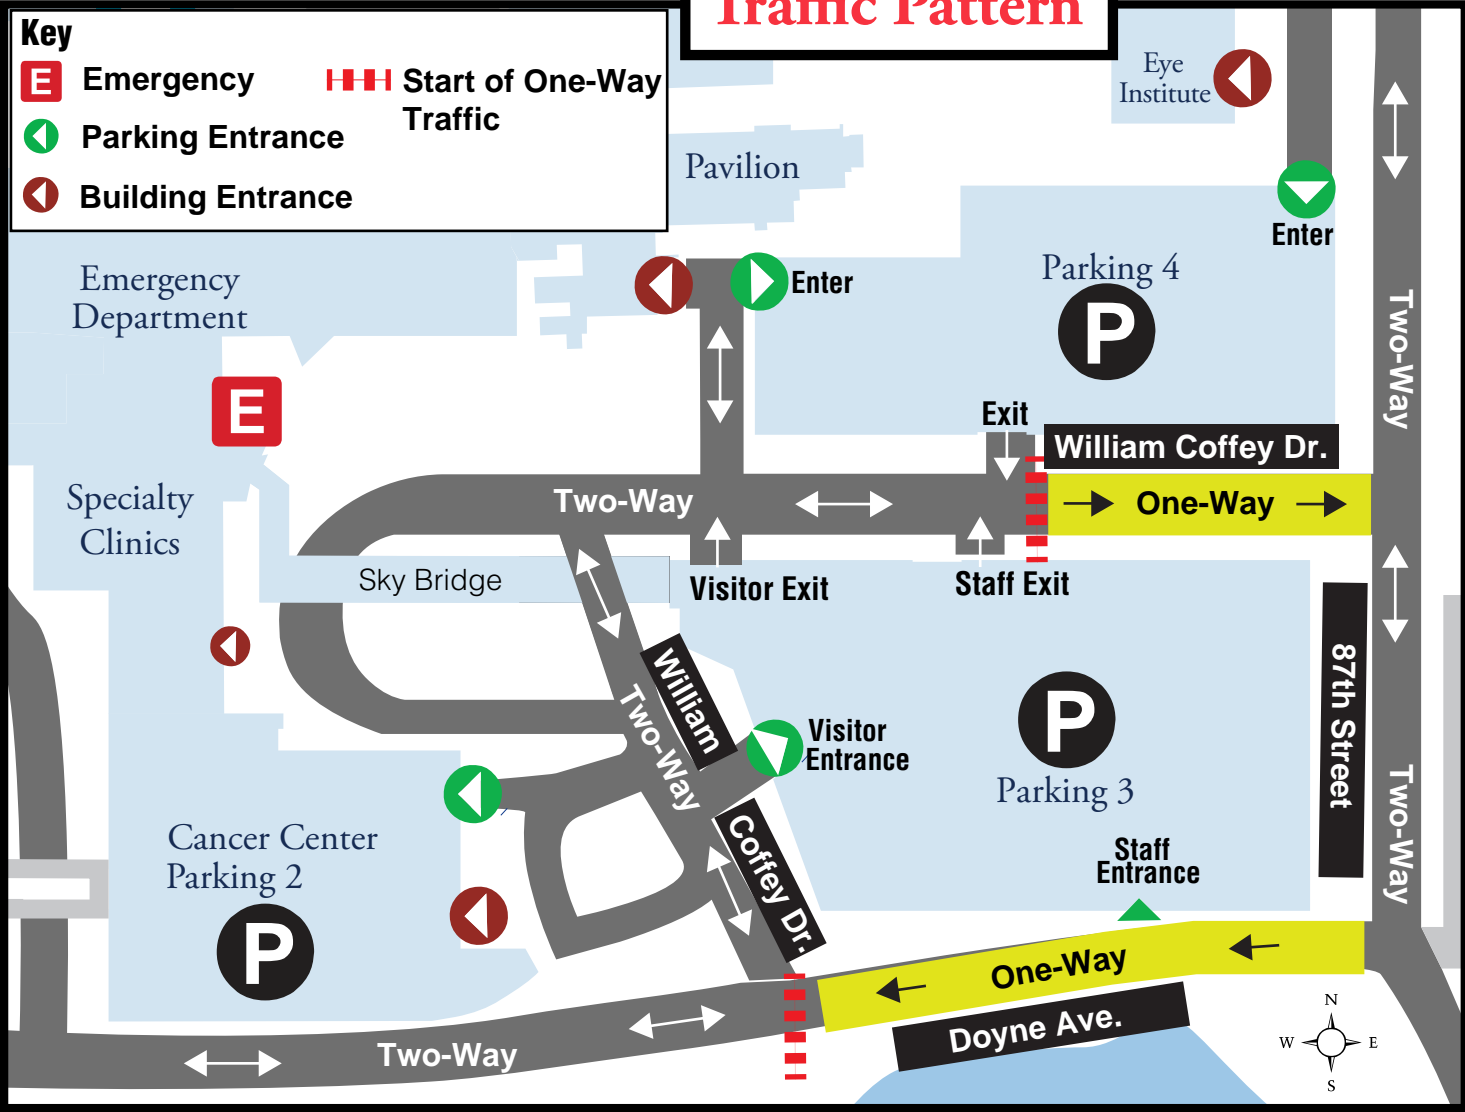 Traffic Pattern
Key
E Emergency
Start of One-Way
Traffic
Parking Entrance
Building Entrance
Eye
Institute
Pavilion
Enter
Emergency
Department
Enter
Parking 4
P
Two-Way
E
Exit
William Coffey Dr.
Specialty
Clinics
Two-Way
One-Way
Sky Bridge
Visitor Exit
Staff Exit
87th Street
William
Two-Way
Visitor
Entrance
P
Parking 3
Two-Way
Coffey Dr.
Cancer Center
Parking 2
P
Staff
Entrance
One-Way
Doyne Ave.
Two-Way
N
W
E
S